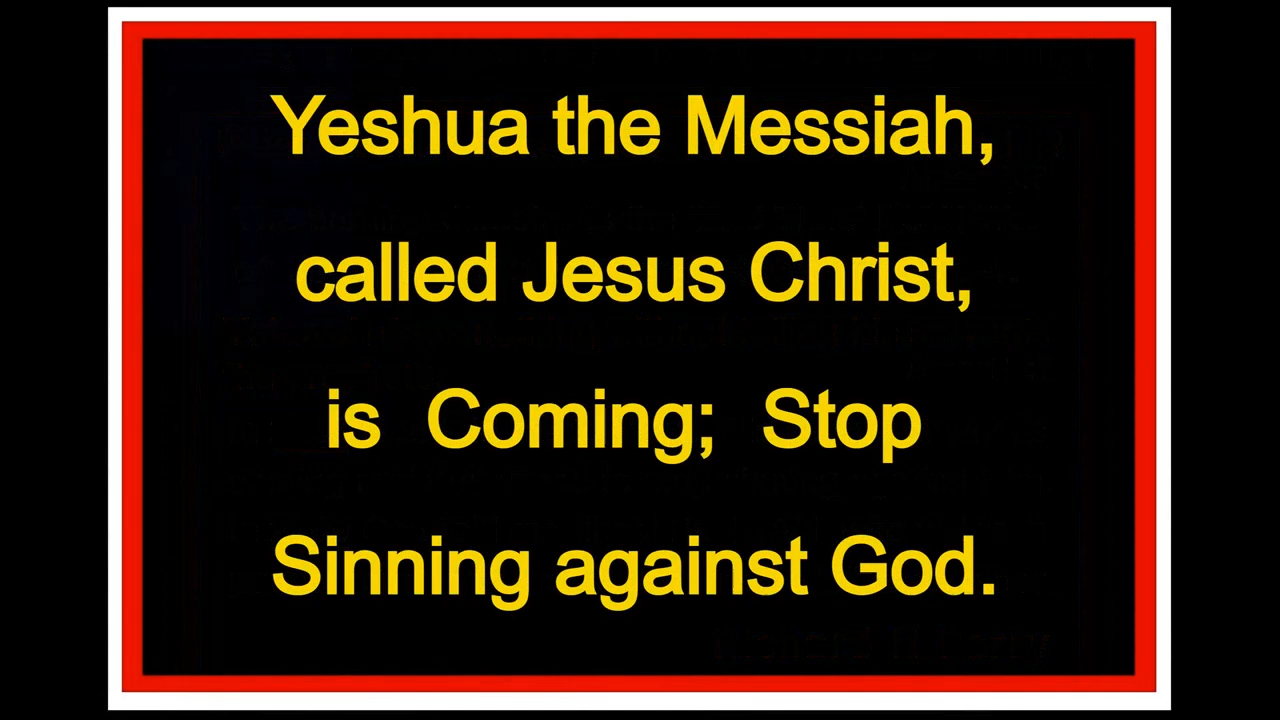 Yeshua the Messiah,
called Jesus Christ,
is Coming; Stop
Sinning against God.